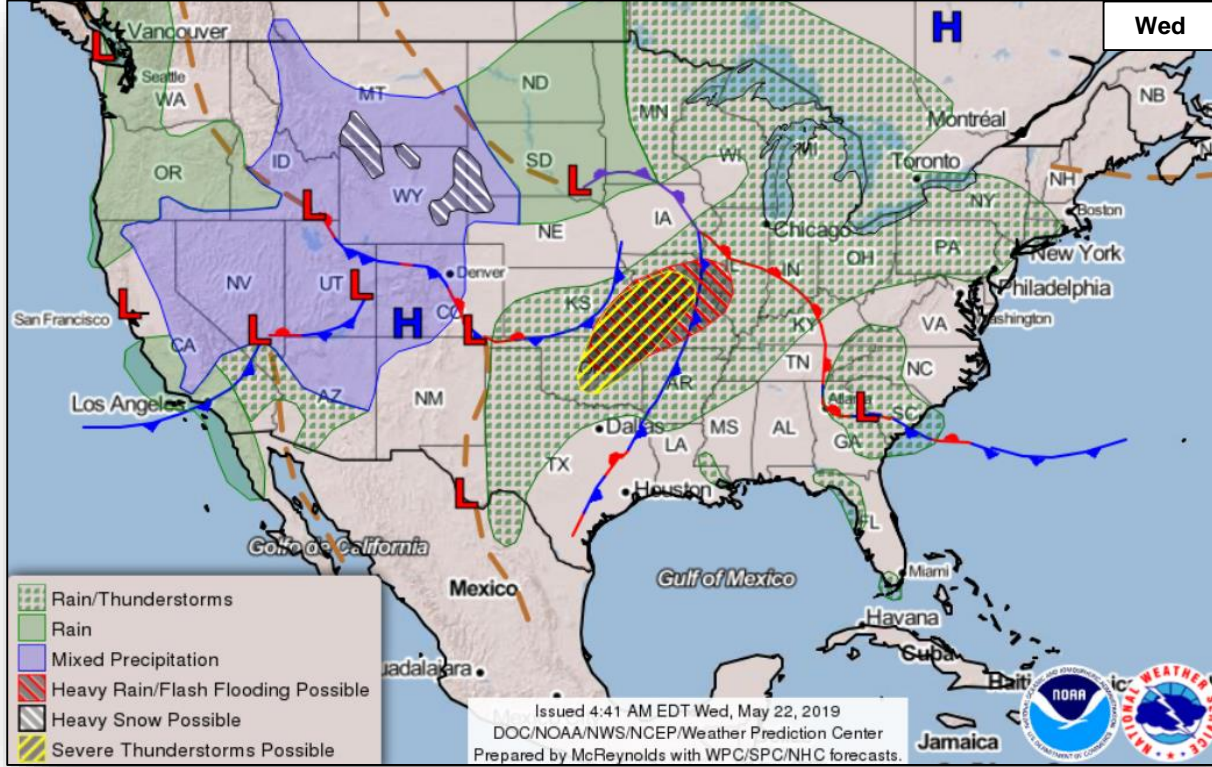 Wed
H
L
Vancouver
Seattle
WA
MT
ND
MN
Montréal
NB
OR
ID
WY
SD
L
WI
MI
Toronto
NH
NY
Boston
L
IA
NE
Chicago
PA
New York
NV
UT
L
Denver
CO
IN
OH
Philadelphia
San Francisco
L
H
KS
IL
VA
Washington
CA
L
L
KY
TN
NC
AZ
NM
AR
Los Angeles
Atlanta
L
SC
Dallas
MS
AL
GA
LA
TX
L
Houston
FL
Golfo de California
Mexico
Gulf of Mexico
Miami
Havana
Cuba
Jamaica
Rain/Thunderstorms
Rain
Mixed Precipitation
Heavy Rain/Flash Flooding Possible
Heavy Snow Possible
Severe Thunderstorms Possible
uadalajara
Issued 4:41 AM EDT Wed, May 22, 2019
DOC/NOAA/NWS/NCEP/Weather Prediction Center
Prepared by McReynolds with WPC/SPC/NHC forecasts.
NOAA
NATIONAL WEATHER SERVICE